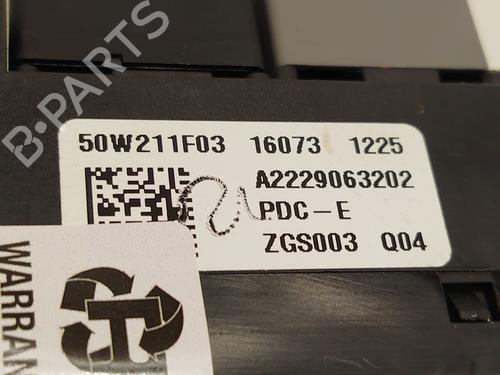 B-PARTS
50W211F03 16073 1225
A2229063202
PDC-E
ZGS003 Q04
WARRAN